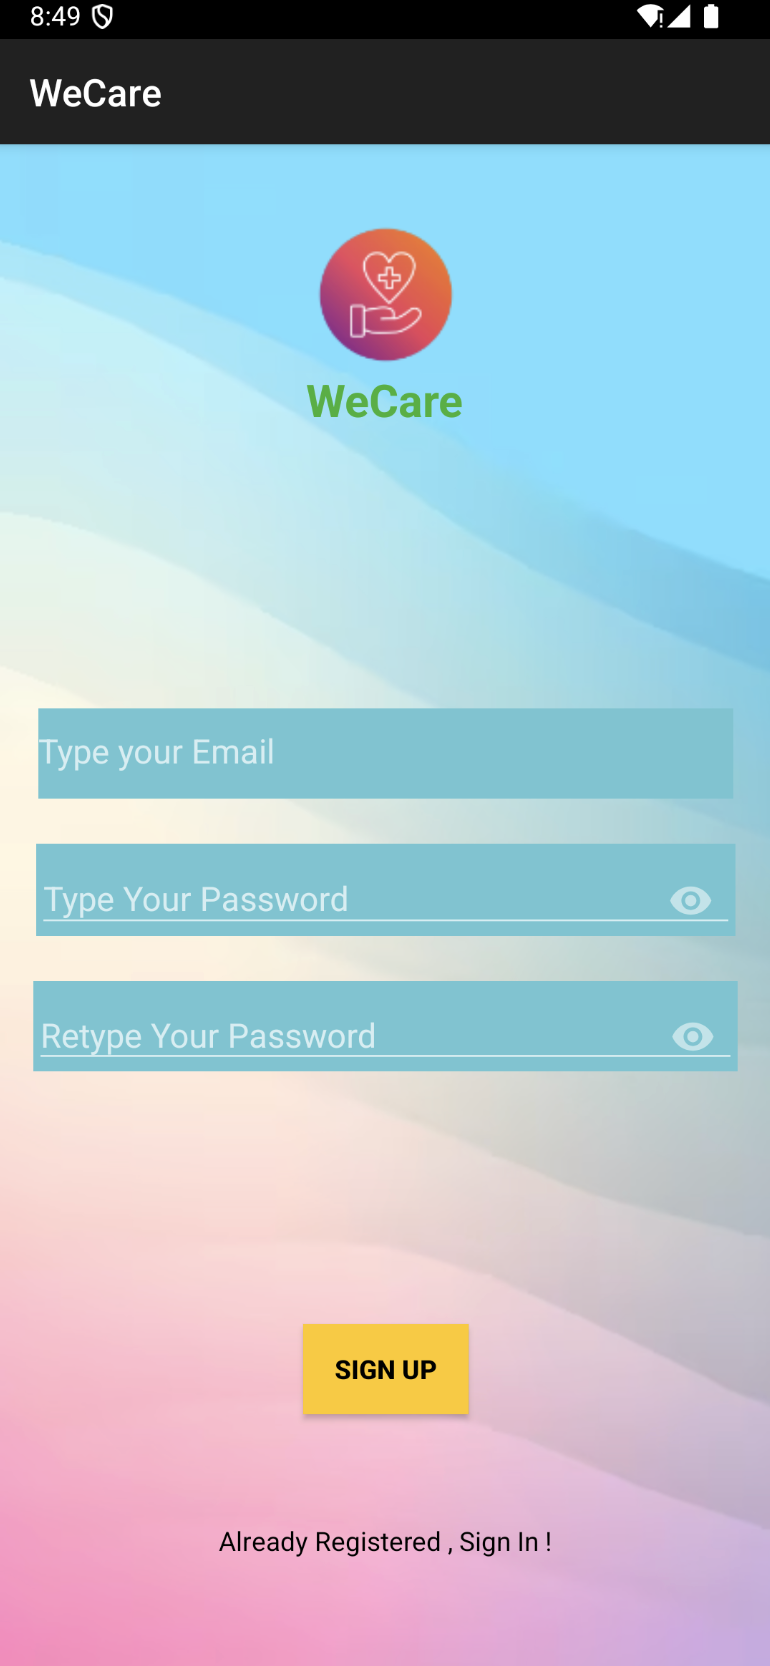 8:49
WeCare
WeCare
Type your Email
Type Your Password
Retype Your Password
SIGN UP
Already Registered , Sign In !